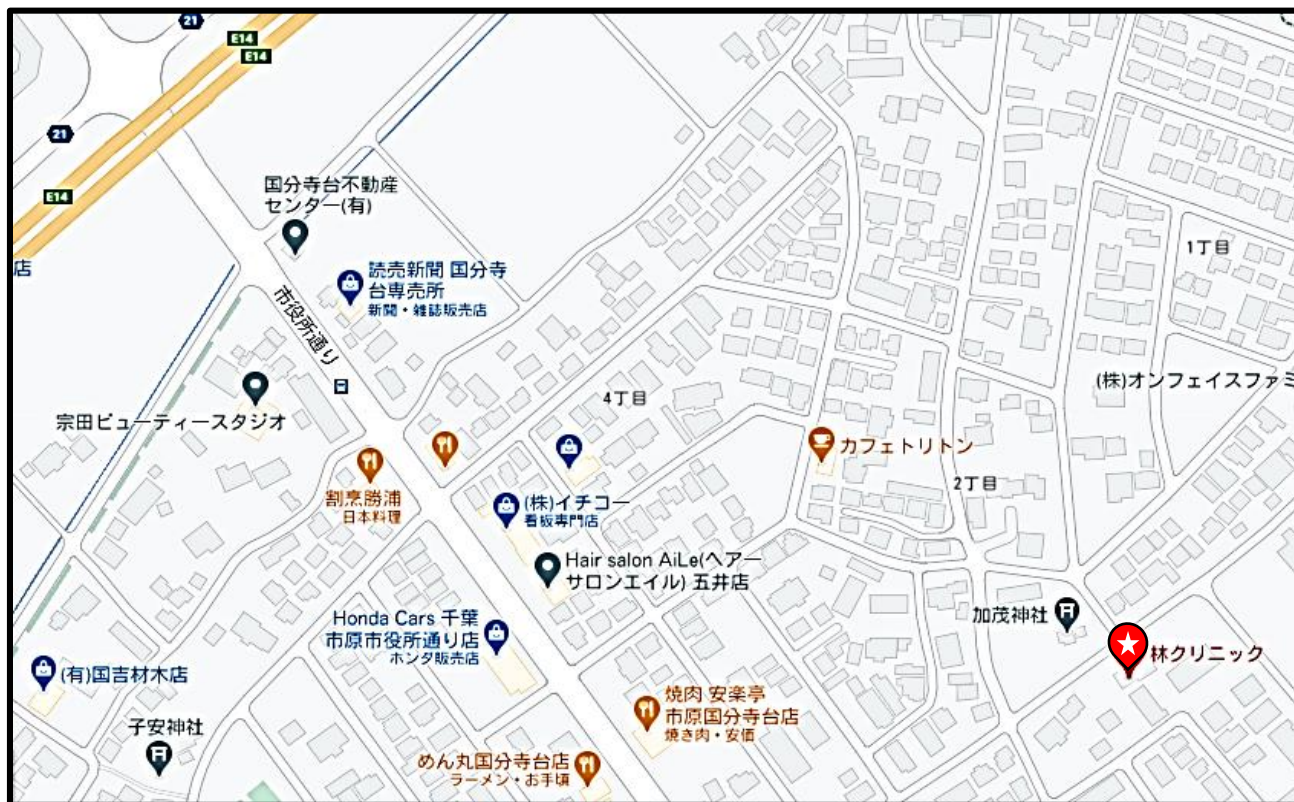 21
E14
E14
21
E14
国分寺台不動産
センター(有)
店
読売新聞 国分寺
台専売所
新聞・雑誌販売店
市役所通り
1丁目
宗田ビューティースタジオ
4丁目
(株)オンフェイスファミ
カフェトリトン
割烹勝浦
日本料理
(株)イチコー
看板専門店
2丁目
Hair salon AiLe(ヘアー
サロンエイル) 五井店
Honda Cars 千葉
市原市役所通り店
ホンダ販売店
加茂神社
林クリニック
(有)国吉材木店
焼肉 安楽亭
市原国分寺台店
焼き肉・安価
子安神社
めん丸国分寺台店
ラーメン・お手頃